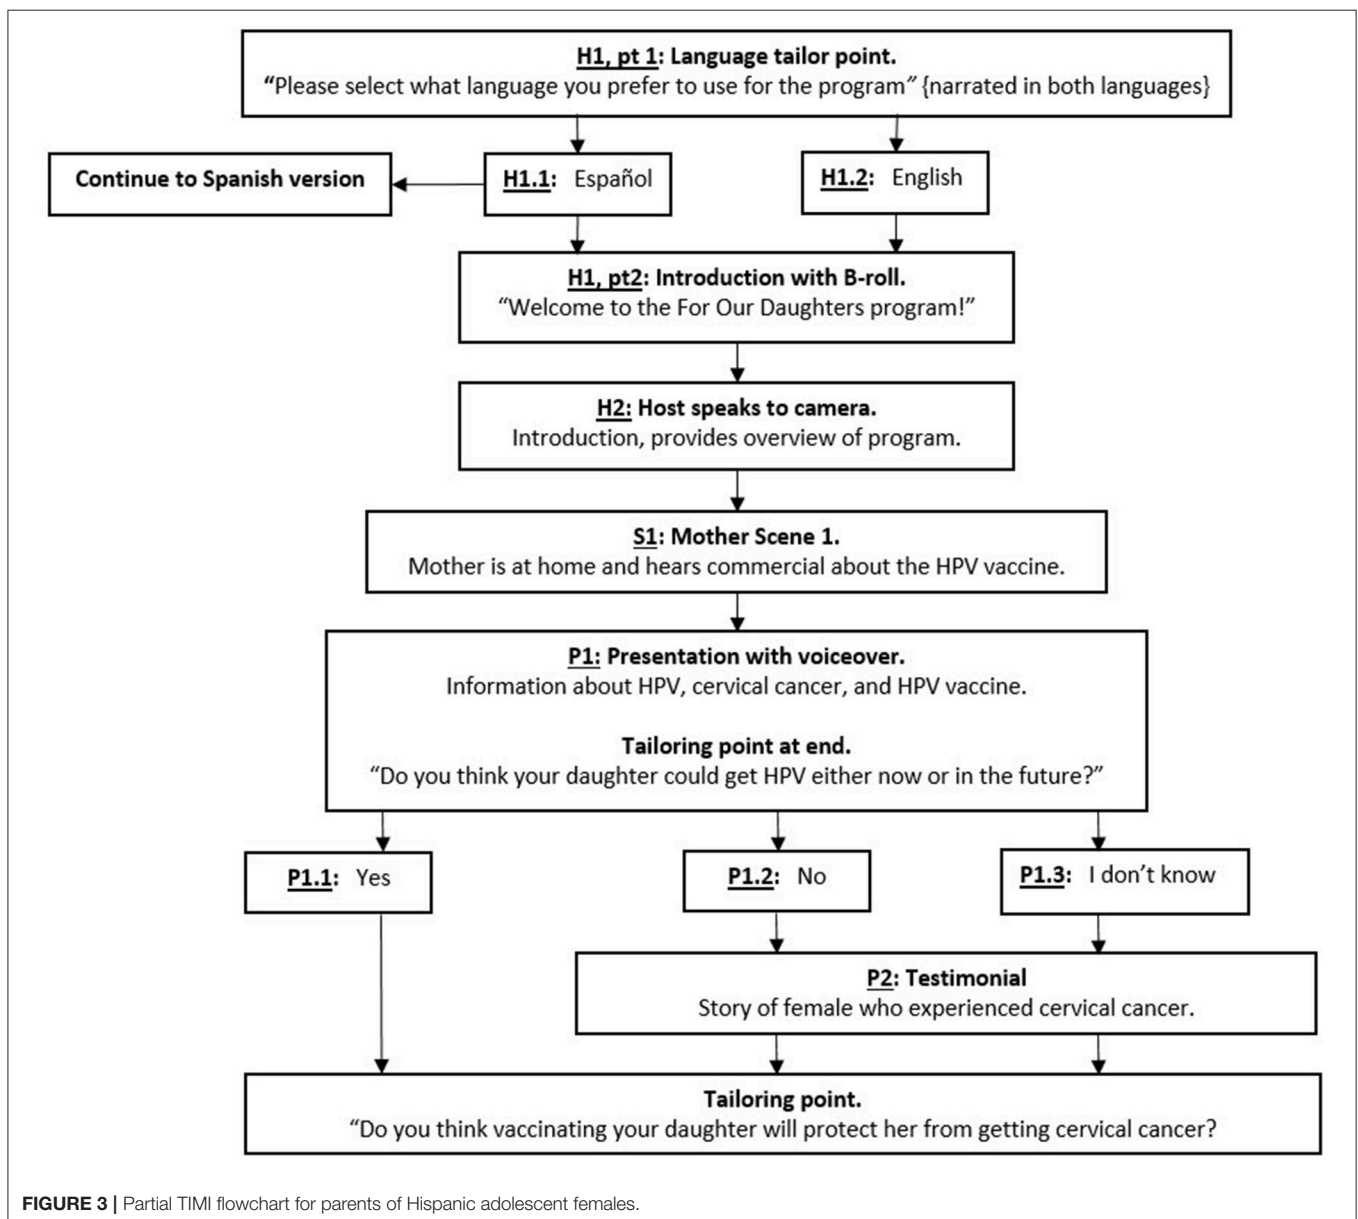 H1, pt 1: Language tailor point.
“Please select what language you prefer to use for the program” {narrated in both languages}
Continue to Spanish version
H1.1: Español
H1.2: English
H1, pt2: Introduction with B-roll.
“Welcome to the For Our Daughters program!”
H2: Host speaks to camera.
Introduction, provides overview of program.
S1: Mother Scene 1.
Mother is at home and hears commercial about the HPV vaccine.
P1: Presentation with voiceover.
Information about HPV, cervical cancer, and HPV vaccine.
Tailoring point at end.
“Do you think your daughter could get HPV either now or in the future?”
P1.1: Yes
P1.2: No
P1.3: I don’t know
P2: Testimonial
Story of female who experienced cervical cancer.
Tailoring point.
“Do you think vaccinating your daughter will protect her from getting cervical cancer?
FIGURE 3 | Partial TIMI flowchart for parents of Hispanic adolescent females.